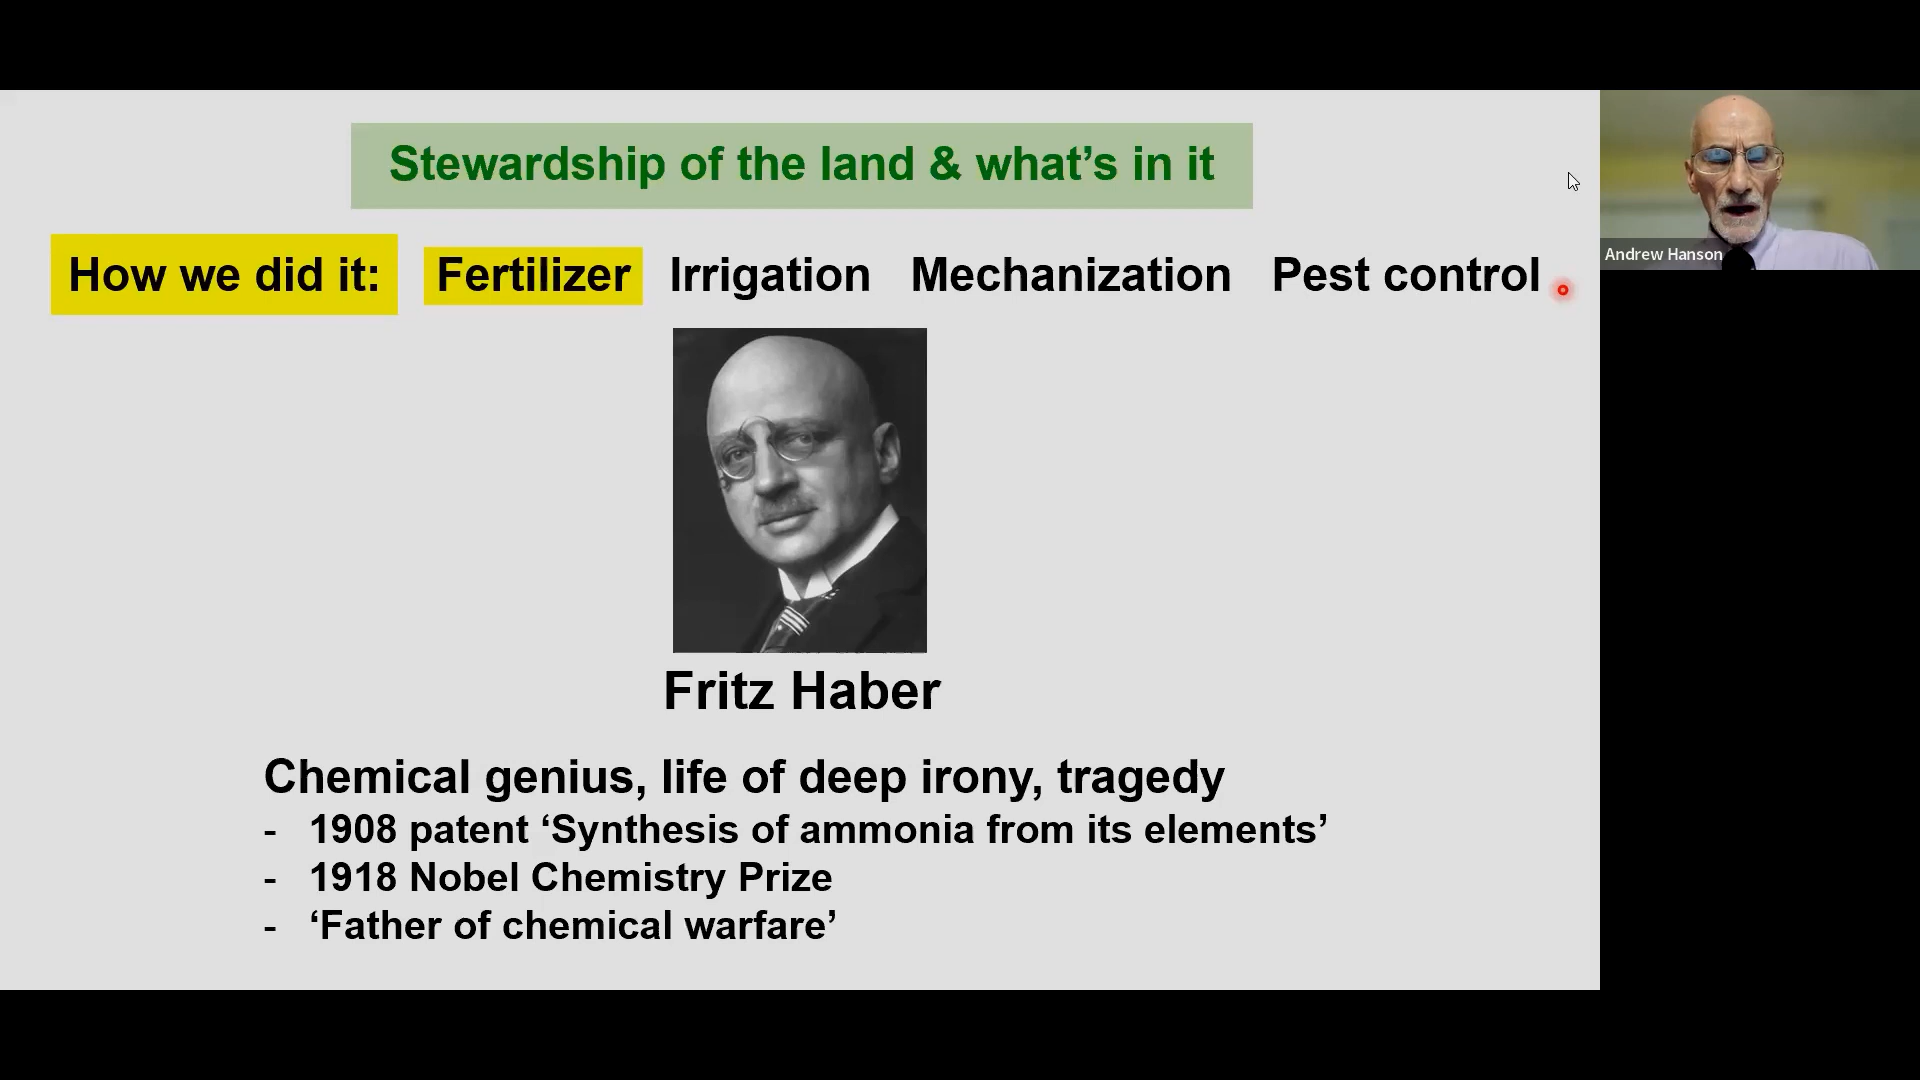 Stewardship of the land & what’s in it
How we did it: Fertilizer Irrigation Mechanization Pest control
Andrew Hanson
Fritz Haber
Chemical genius, life of deep irony, tragedy
- 1908 patent ‘Synthesis of ammonia from its elements’
- 1918 Nobel Chemistry Prize
- ‘Father of chemical warfare’